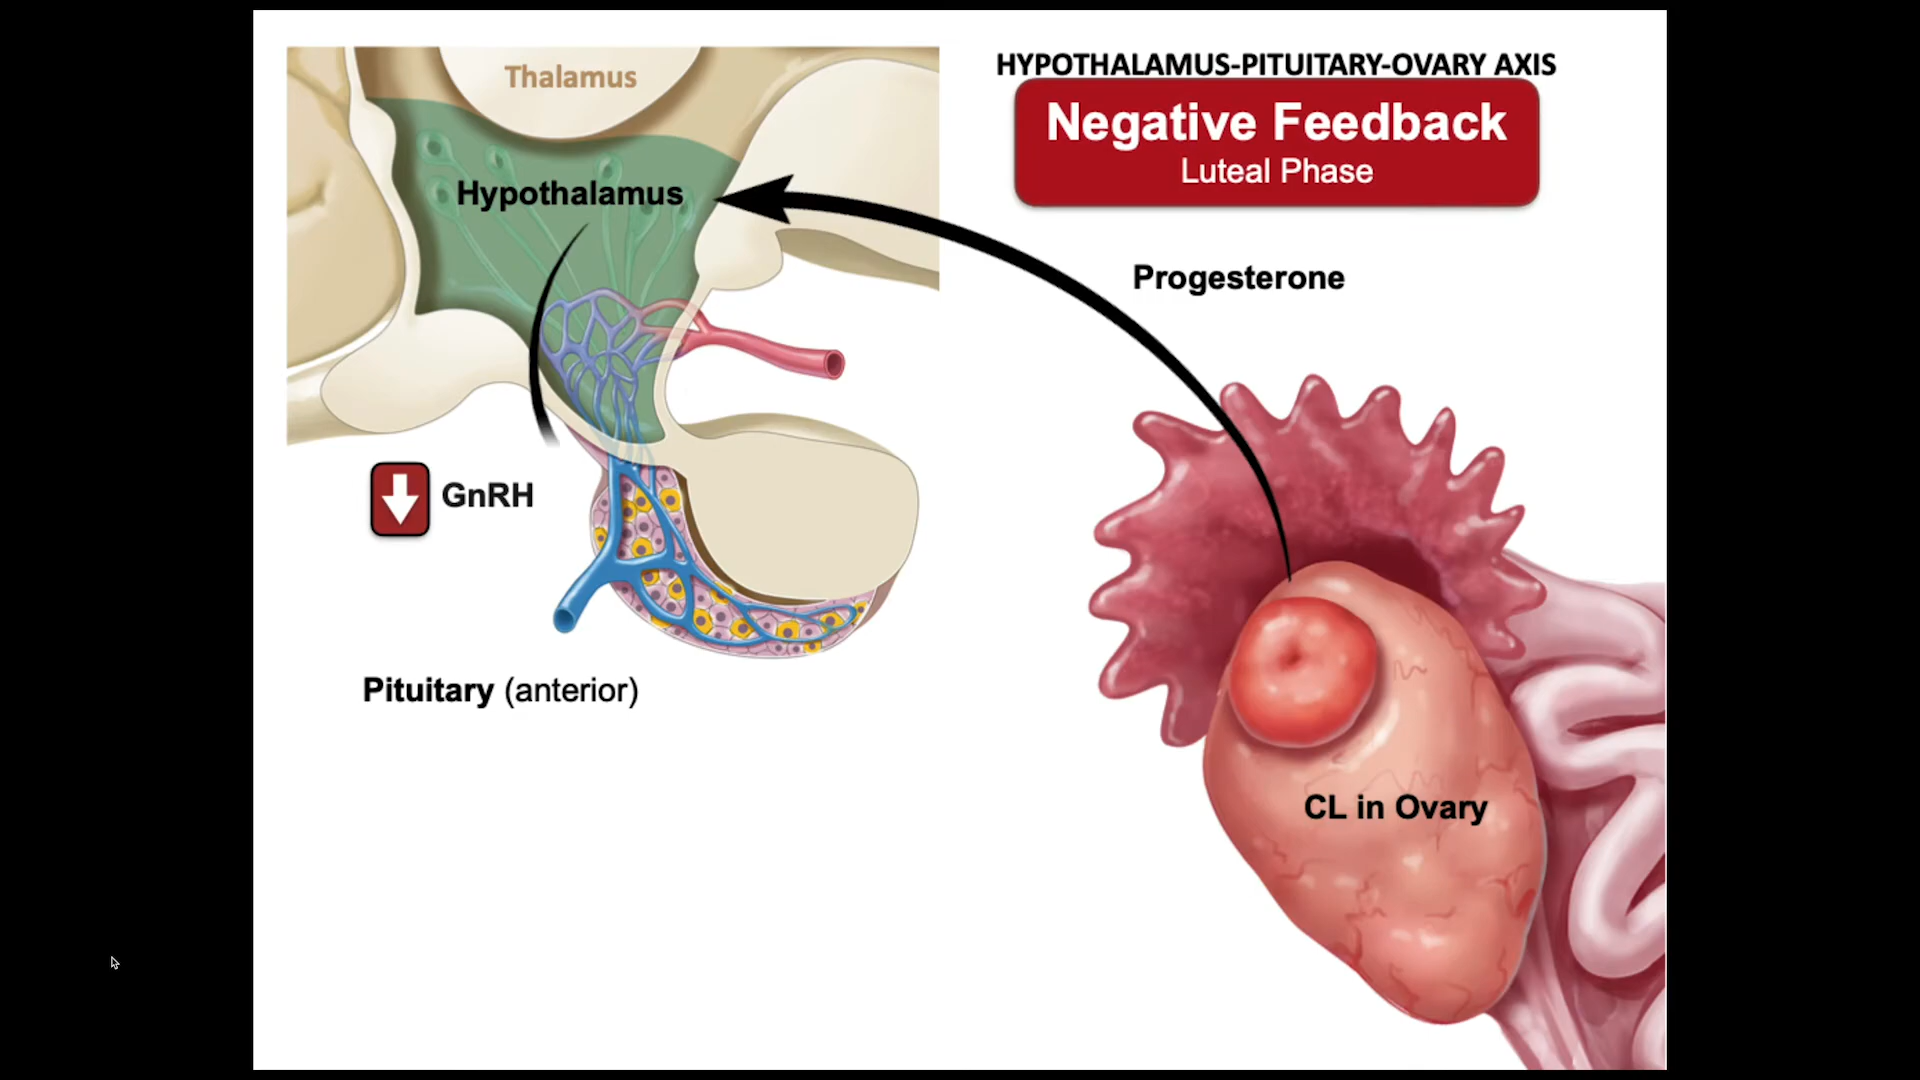 HYPOTHALAMUS-PITUITARY-OVARY AXIS
Negative Feedback
Luteal Phase
Thalamus
Hypothalamus
Progesterone
GnRH
Pituitary (anterior)
CL in Ovary